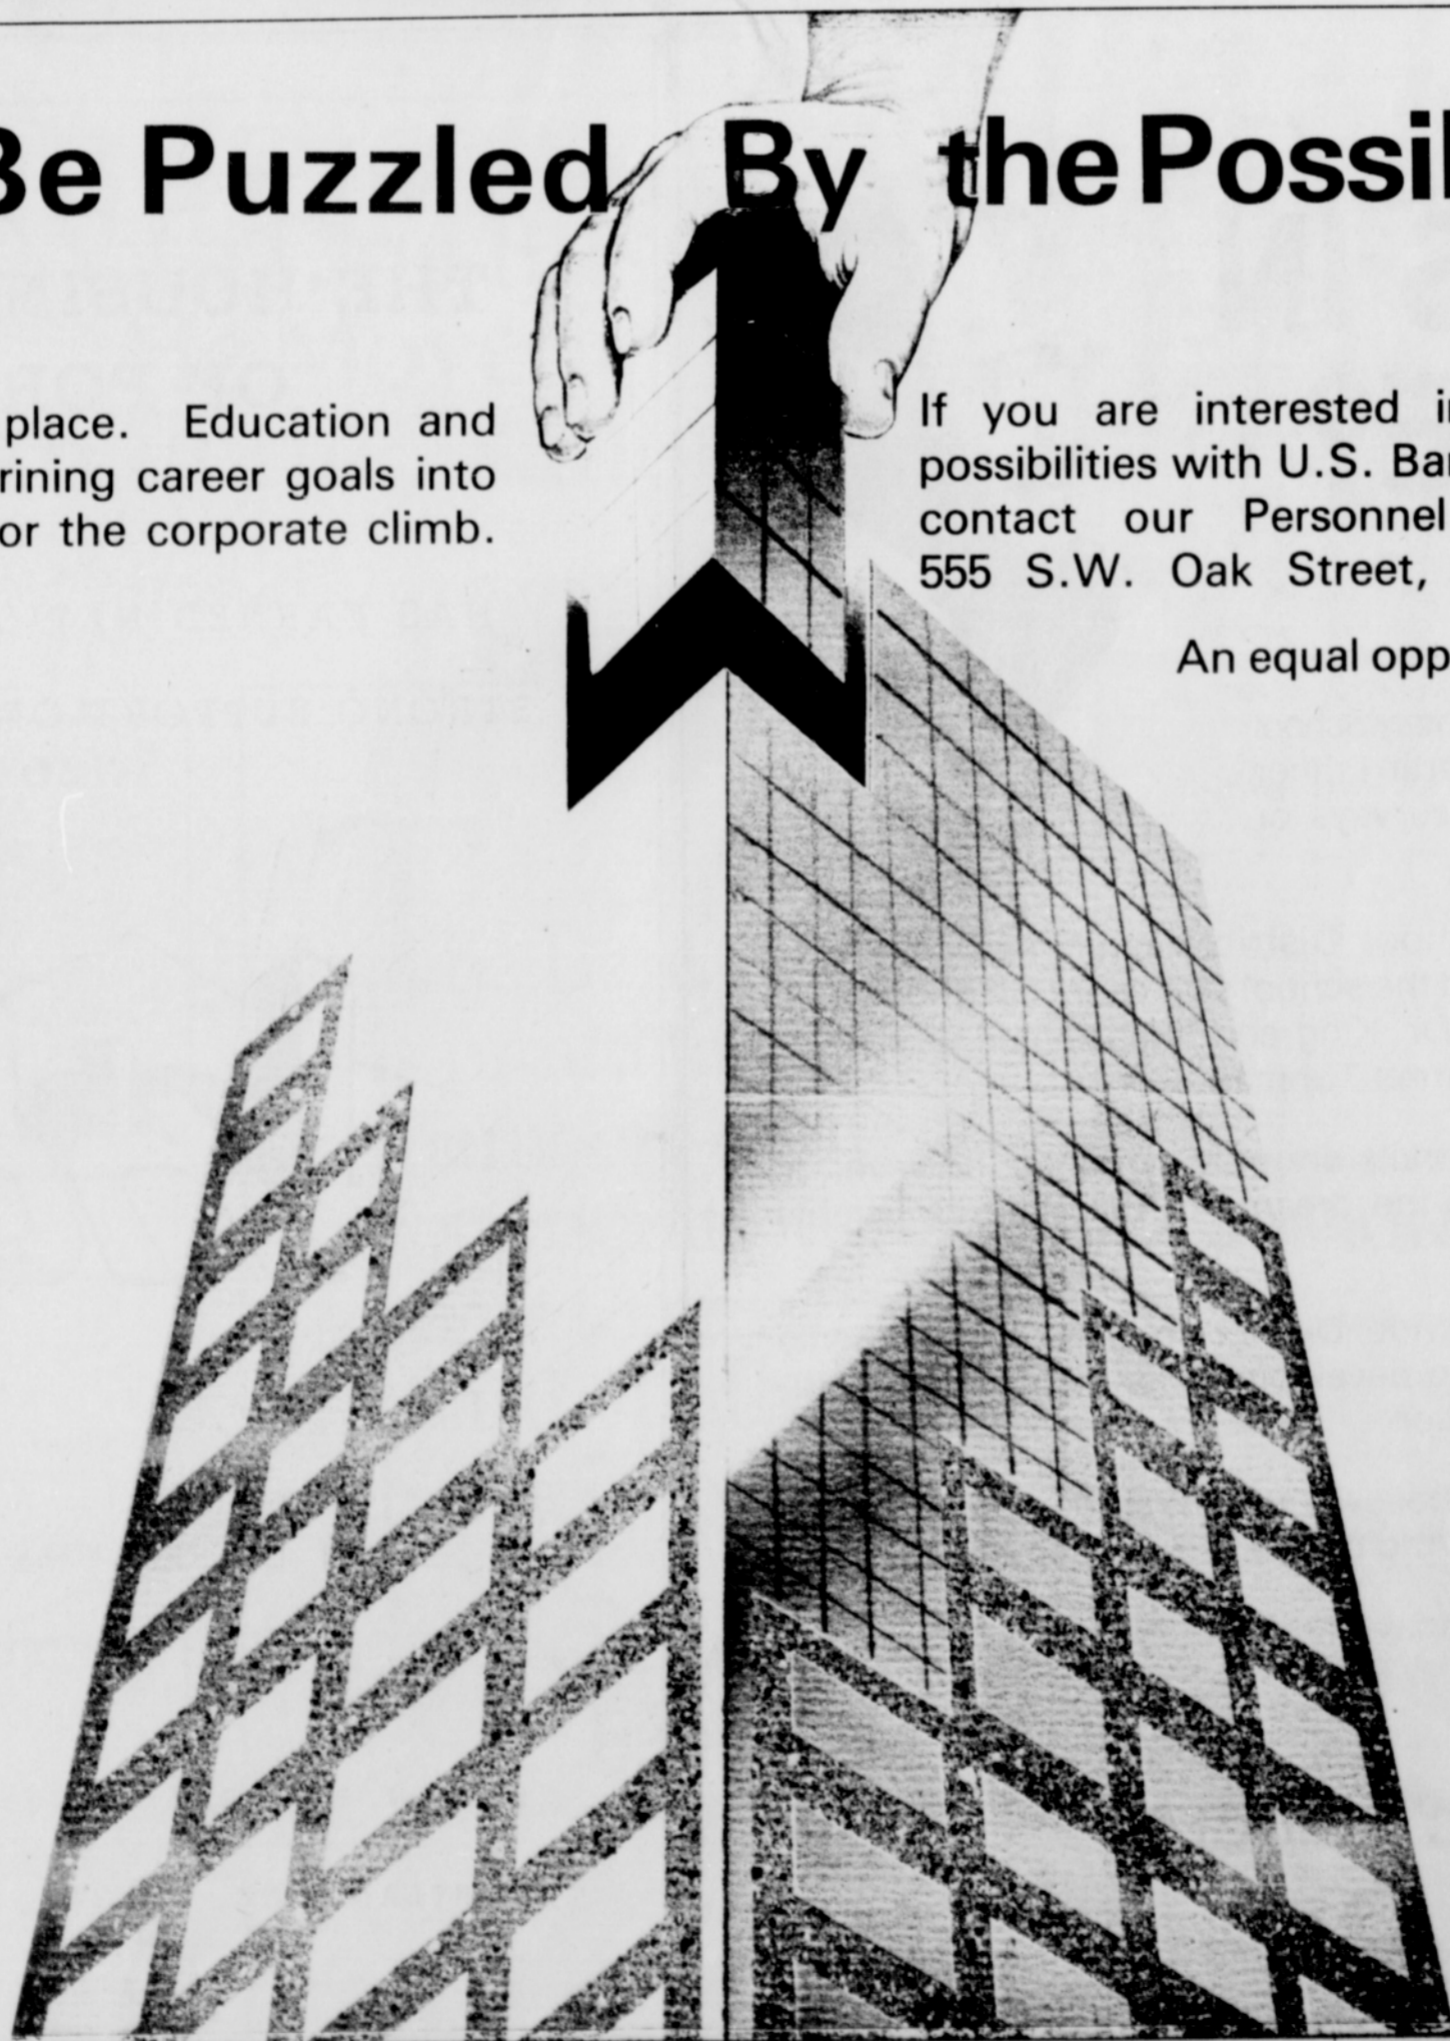 Be Puzzled By the Possi
place. Education and
rining career goals into
or the corporate climb.
If you are interested i
possibilities with U.S. Ba
contact our Personnel
555 S.W. Oak Street,
An equal opp